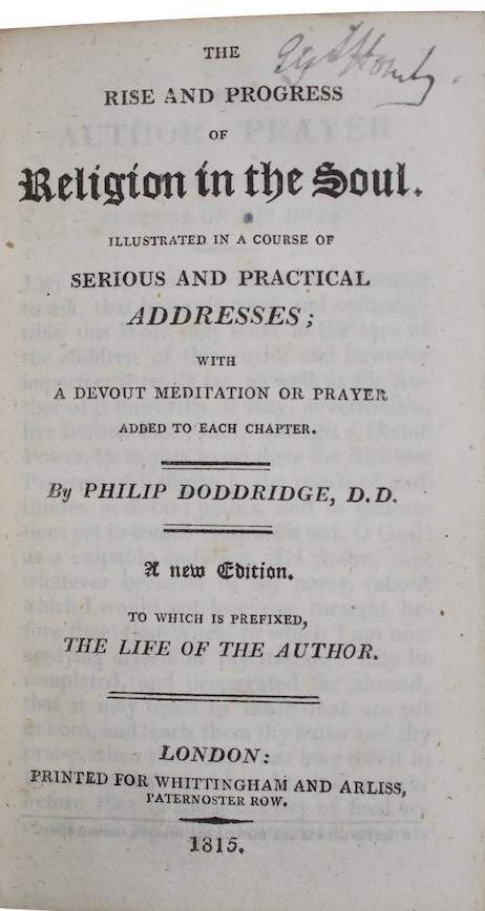 THE
RISE AND PROGRESS
OF
Religion in the Soul.
ILLUSTRATED IN A COURSE OF
SERIOUS AND PRACTICAL
ADDRESSES;
WITH
A DEVOUT MEDITATION OR PRAYER
ADDED TO EACH CHAPTER.
By PHILIP DODDRIDGE, D.D.
A new Edition.
TO WHICH IS PREFIXED,
THE LIFE OF THE AUTHOR.
LONDON:
PRINTED FOR WHITTINGHAM AND ARLISS,
PATERNOSTER ROW.
1815.